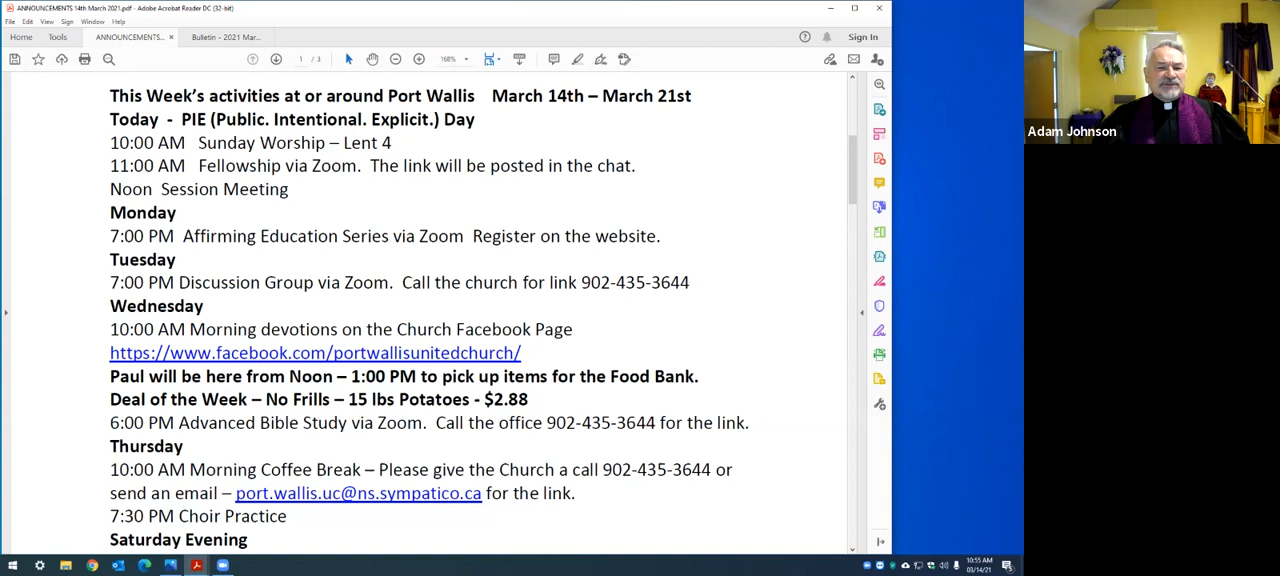 ANNOUNCEMENTS 14th March 2021.pdf - Adobe Acrobat Reader DC (32-bit)
File Edit View Sign Window Help
Home Tools ANNOUNCEMENTS... × Bulletin - 2021 Mar... Sign In
1 / 3 168%
This Week's activities at or around Port Wallis March 14th – March 21st
Today - PIE (Public. Intentional. Explicit.) Day
10:00 AM Sunday Worship – Lent 4
11:00 AM Fellowship via Zoom. The link will be posted in the chat.
Noon Session Meeting
Monday
7:00 PM Affirming Education Series via Zoom Register on the website.
Tuesday
7:00 PM Discussion Group via Zoom. Call the church for link 902-435-3644
Wednesday
10:00 AM Morning devotions on the Church Facebook Page
https://www.facebook.com/portwallisunitedchurch/
Paul will be here from Noon – 1:00 PM to pick up items for the Food Bank.
Deal of the Week – No Frills – 15 lbs Potatoes - $2.88
6:00 PM Advanced Bible Study via Zoom. Call the office 902-435-3644 for the link.
Thursday
10:00 AM Morning Coffee Break – Please give the Church a call 902-435-3644 or
send an email – port.wallis.uc@ns.sympatico.ca for the link.
7:30 PM Choir Practice
Saturday Evening
Adam Johnson
10:55 AM
03/14/21